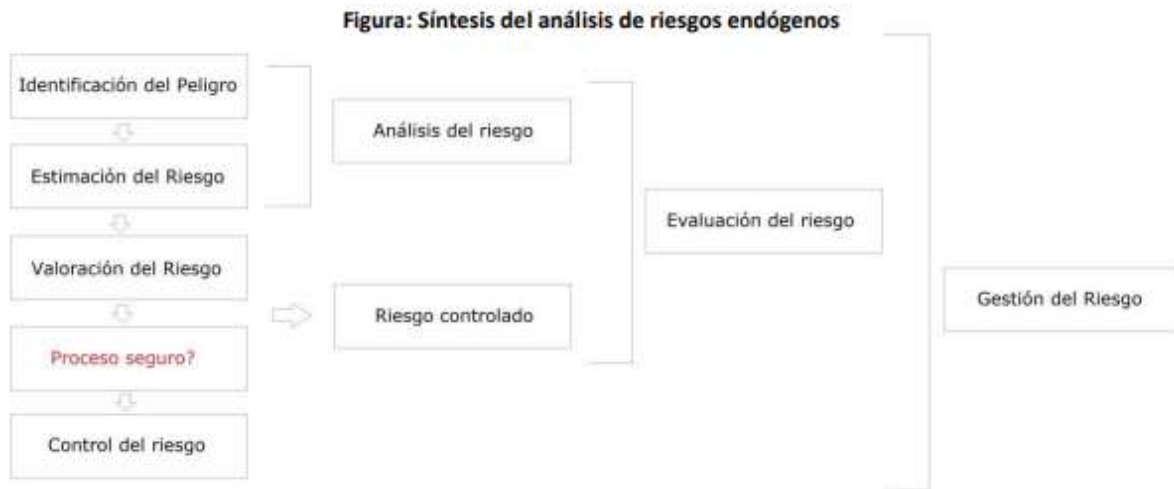 Figura: Síntesis del análisis de riesgos endógenos
Identificación del Peligro
Estimación del Riesgo
Valoración del Riesgo
Proceso seguro?
Control del riesgo
Análisis del riesgo
Riesgo controlado
Evaluación del riesgo
Gestión del Riesgo